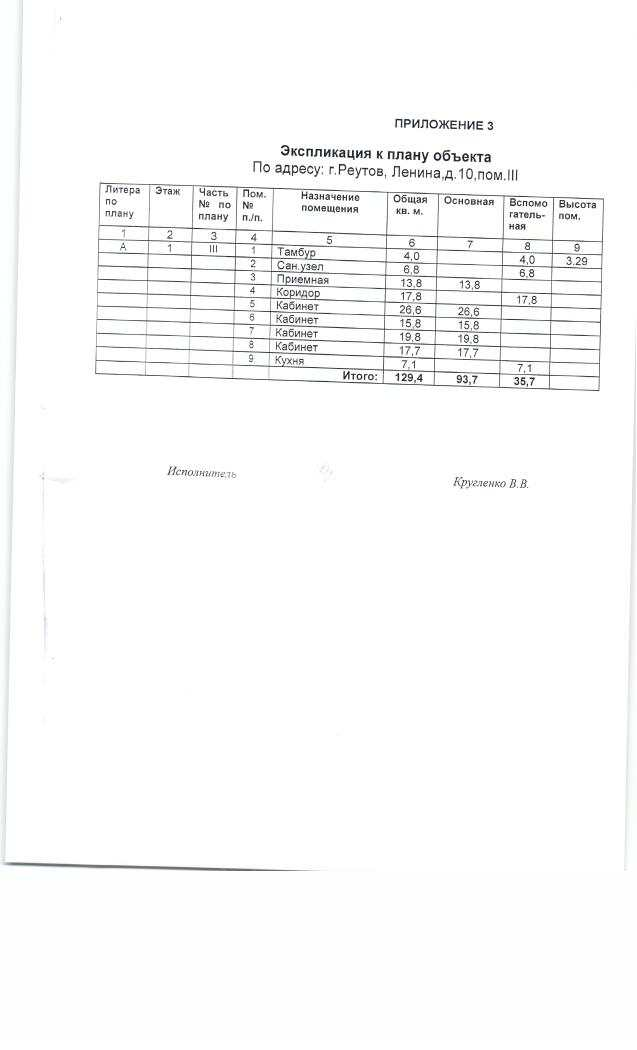 ПРИЛОЖЕНИЕ 3
Экспликация к плану объекта
По адресу: г.Реутов, Ленина,д.10,пом.III
Литера по плану Этаж Часть № по плану Пом. № п./п. Назначение помещения Общая кв. м. Основная Вспомо гатель- ная Высота пом.
1 2 3 4 5 6 7 8 9
А 1 III 1 Тамбур 4,0 4,0 3,29
2 Сан.узел 6,8 6,8
3 Приемная 13,8 13,8
4 Коридор 17,8 17,8
5 Кабинет 26,6 26,6
6 Кабинет 15,8 15,8
7 Кабинет 19,8 19,8
8 Кабинет 17,7 17,7
9 Кухня 7,1 7,1
Итого: 129,4 93,7 35,7
Исполнитель Кругленко В.В.